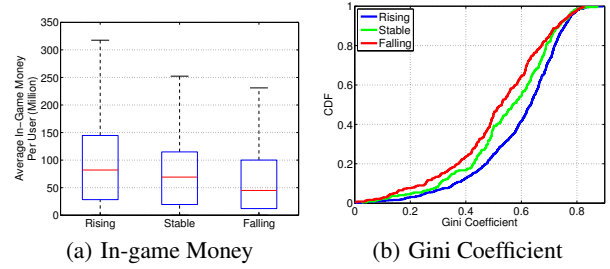 350
300
250
200
150
100
50
0
Average In-Game Money
Per User (Million)
Rising Stable Falling
(a) In-game Money
1
0.8
0.6
0.4
0.2
0
CDF
Rising
Stable
Falling
0 0.2 0.4 0.6 0.8
Gini Coefficient
(b) Gini Coefficient